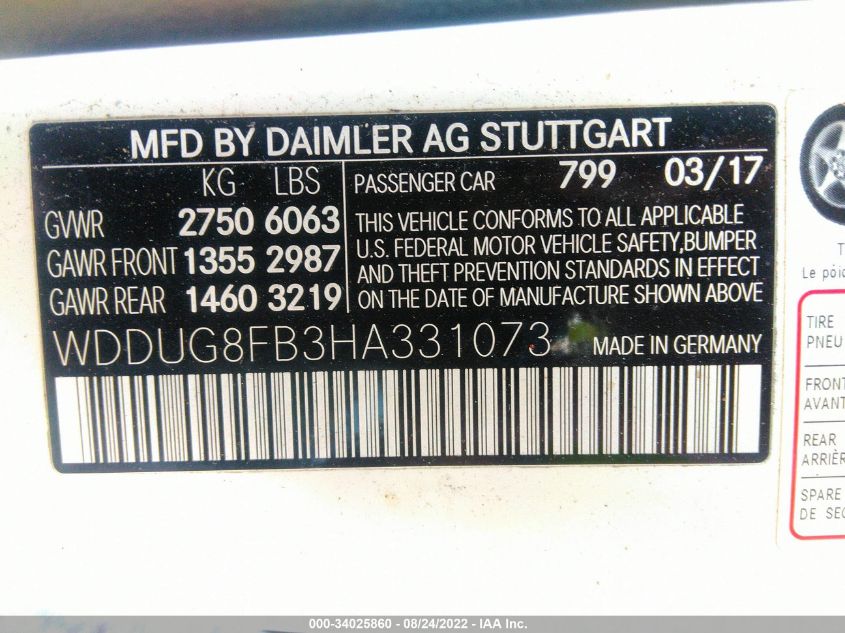 MFD BY DAIMLER AG STUTTGART
KG LBS
GVWR 2750 6063
GAWR FRONT 1355 2987
GAWR REAR 1460 3219
PASSENGER CAR 799 03/17
THIS VEHICLE CONFORMS TO ALL APPLICABLE
U.S. FEDERAL MOTOR VEHICLE SAFETY,BUMPER
AND THEFT PREVENTION STANDARDS IN EFFECT
ON THE DATE OF MANUFACTURE SHOWN ABOVE
WDDUG8FB3HA331073
MADE IN GERMANY
T
Le poi
TIRE
PNEU
FRONT
AVANT
REAR
ARRIÈR
SPARE
DE SEC
000-34025860 - 08/24/2022 - IAA Inc.